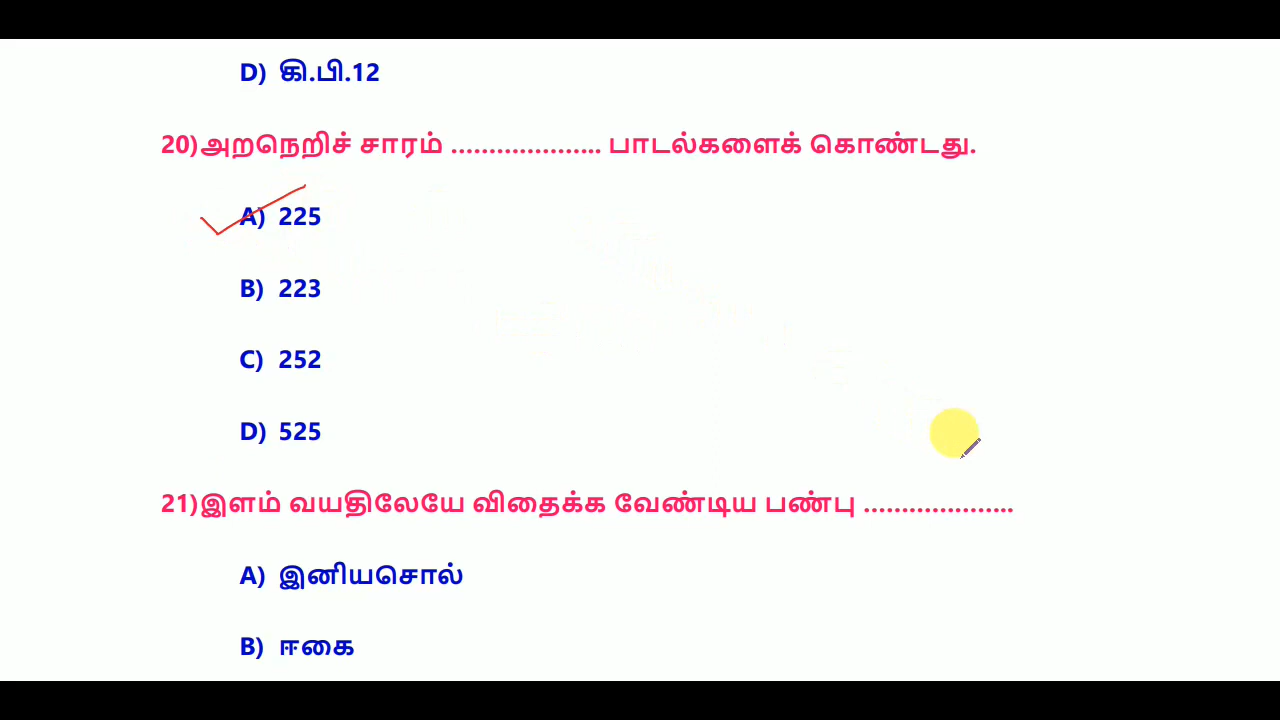 D) கி.பி.12
20)அறநெறிச் சாரம் .................... பாடல்களைக் கொண்டது.
A) 225
B) 223
C) 252
D) 525
21)இளம் வயதிலேயே விதைக்க வேண்டிய பண்பு ....................
A) இனியசொல்
B) ஈகை